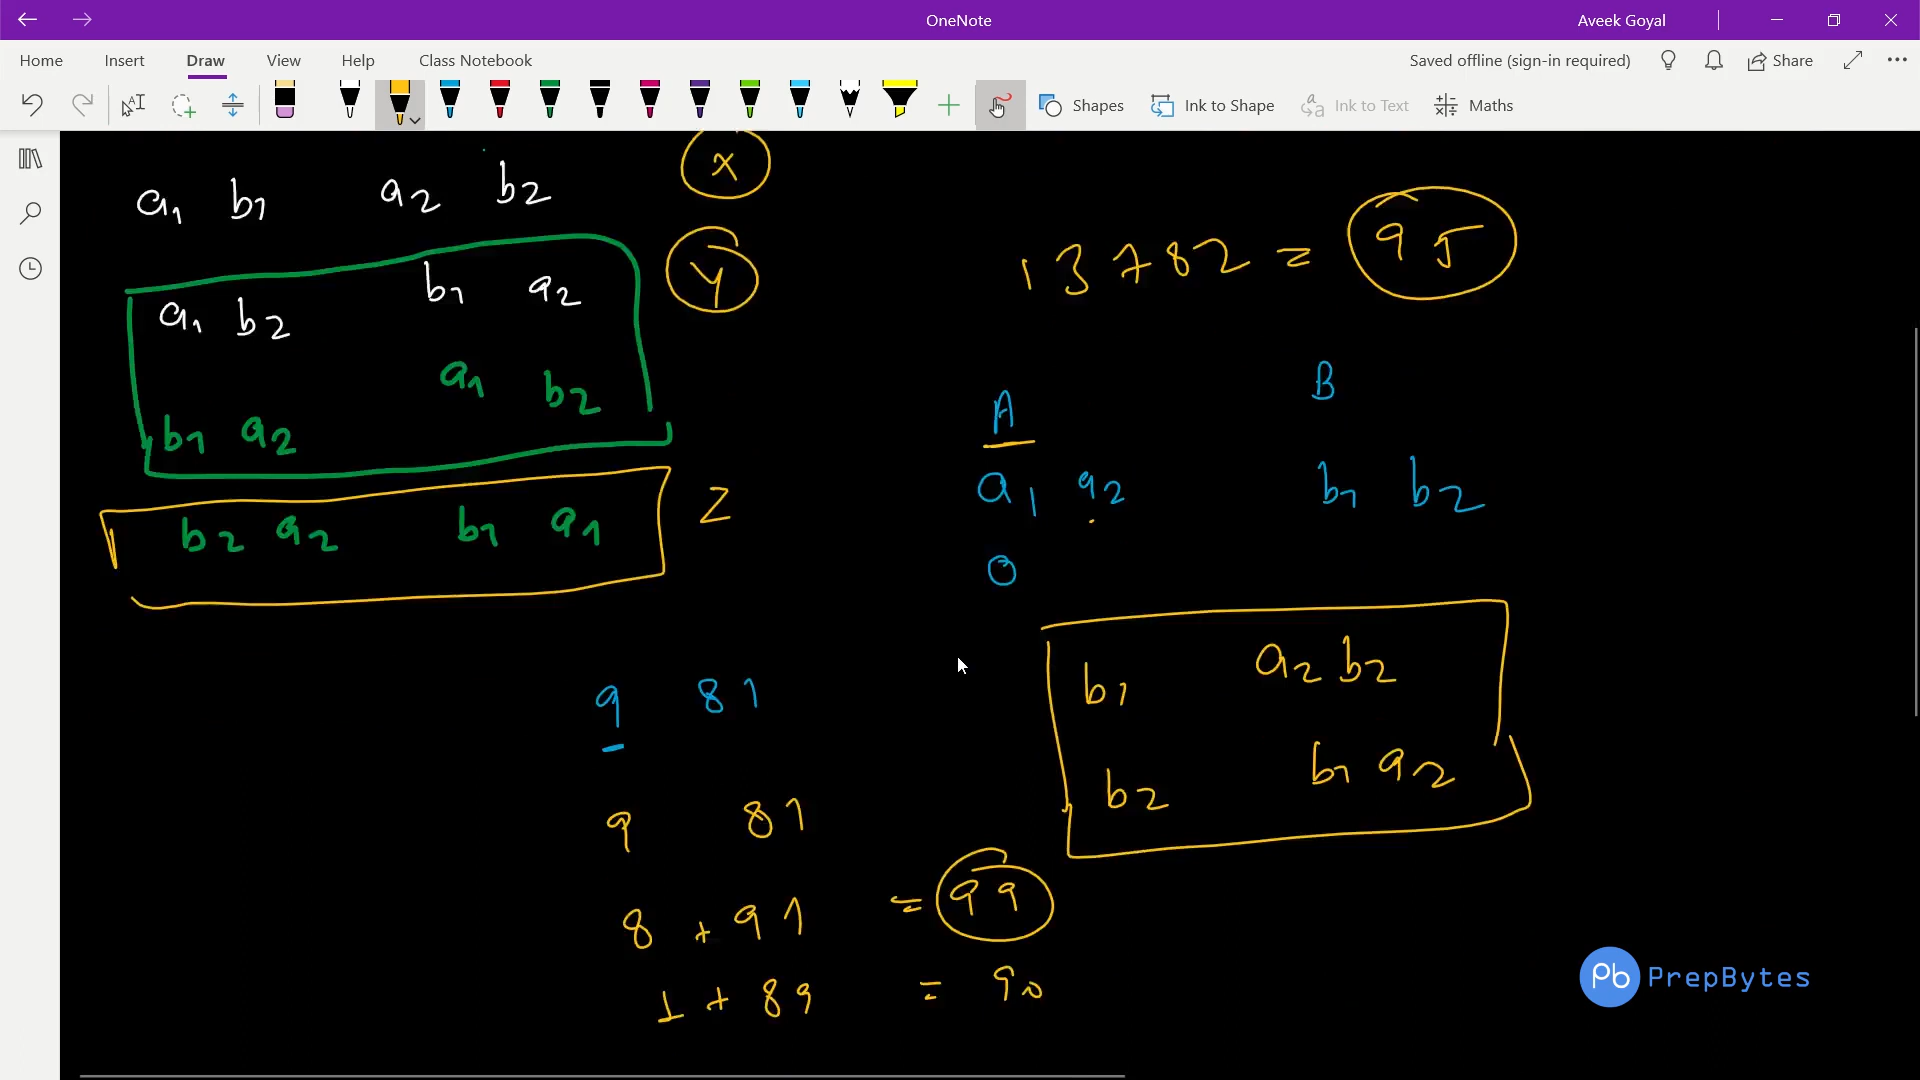 OneNote
Aveek Goyal
Home Insert Draw View Help Class Notebook
Saved offline (sign-in required) Share
Shapes Ink to Shape Ink to Text Maths
a1 b1 a2 b2
x
a1 b2 b1 a2
y
a1 b2
b1 a2
b2 a2 b1 a1
z
13782 = 95
A B
a1 a2 b1 b2
0
b1 a2 b2
b2 b1 a2
9 81
9 81
8 + 91 = 99
1 + 89 = 90
Pb PrepBytes